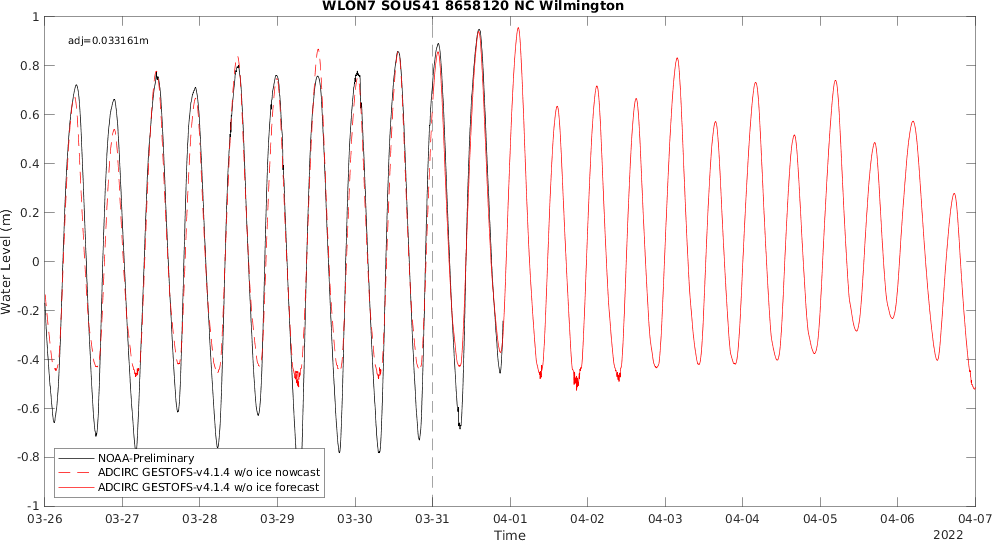 WLON7 SOUS41 8658120 NC Wilmington
adj=0.033161m
1
0.8
0.6
0.4
0.2
0
-0.2
-0.4
-0.6
-0.8
-1
Water Level (m)
NOAA-Preliminary
ADCIRC GESTOFS-v4.1.4 w/o ice nowcast
ADCIRC GESTOFS-v4.1.4 w/o ice forecast
03-26 03-27 03-28 03-29 03-30 03-31 04-01 04-02 04-03 04-04 04-05 04-06 04-07
Time
2022